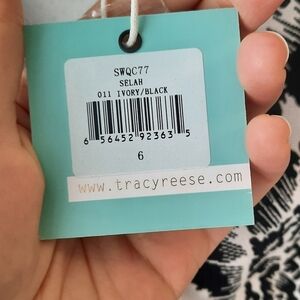 SWQC77
SELAH
011 IVORY/BLACK
6 56452 92363 5
6
www.tracyreese.com